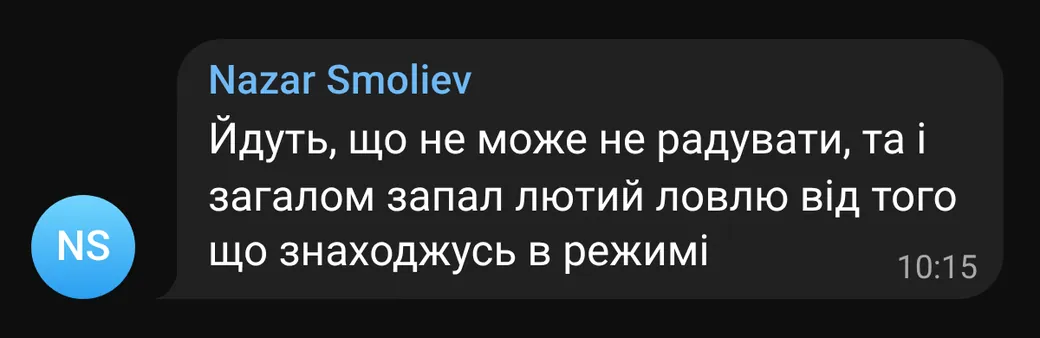 Nazar Smoliev
Йдуть, що не може не радувати, та і
загалом запал лютий ловлю від того
що знаходжусь в режимі
NS
10:15